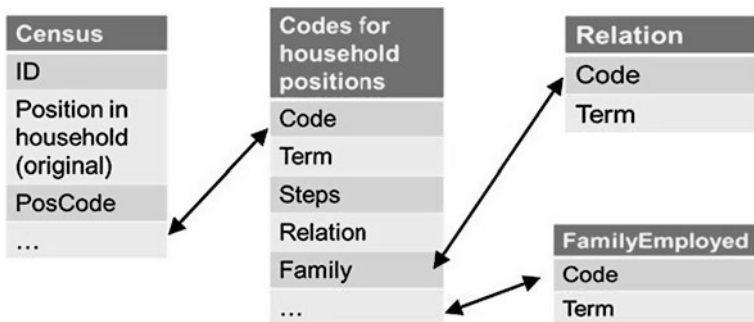 Census
ID
Position in
household
(original)
PosCode
...
Codes for
household
positions
Code
Term
Steps
Relation
Family
...
Relation
Code
Term
FamilyEmployed
Code
Term